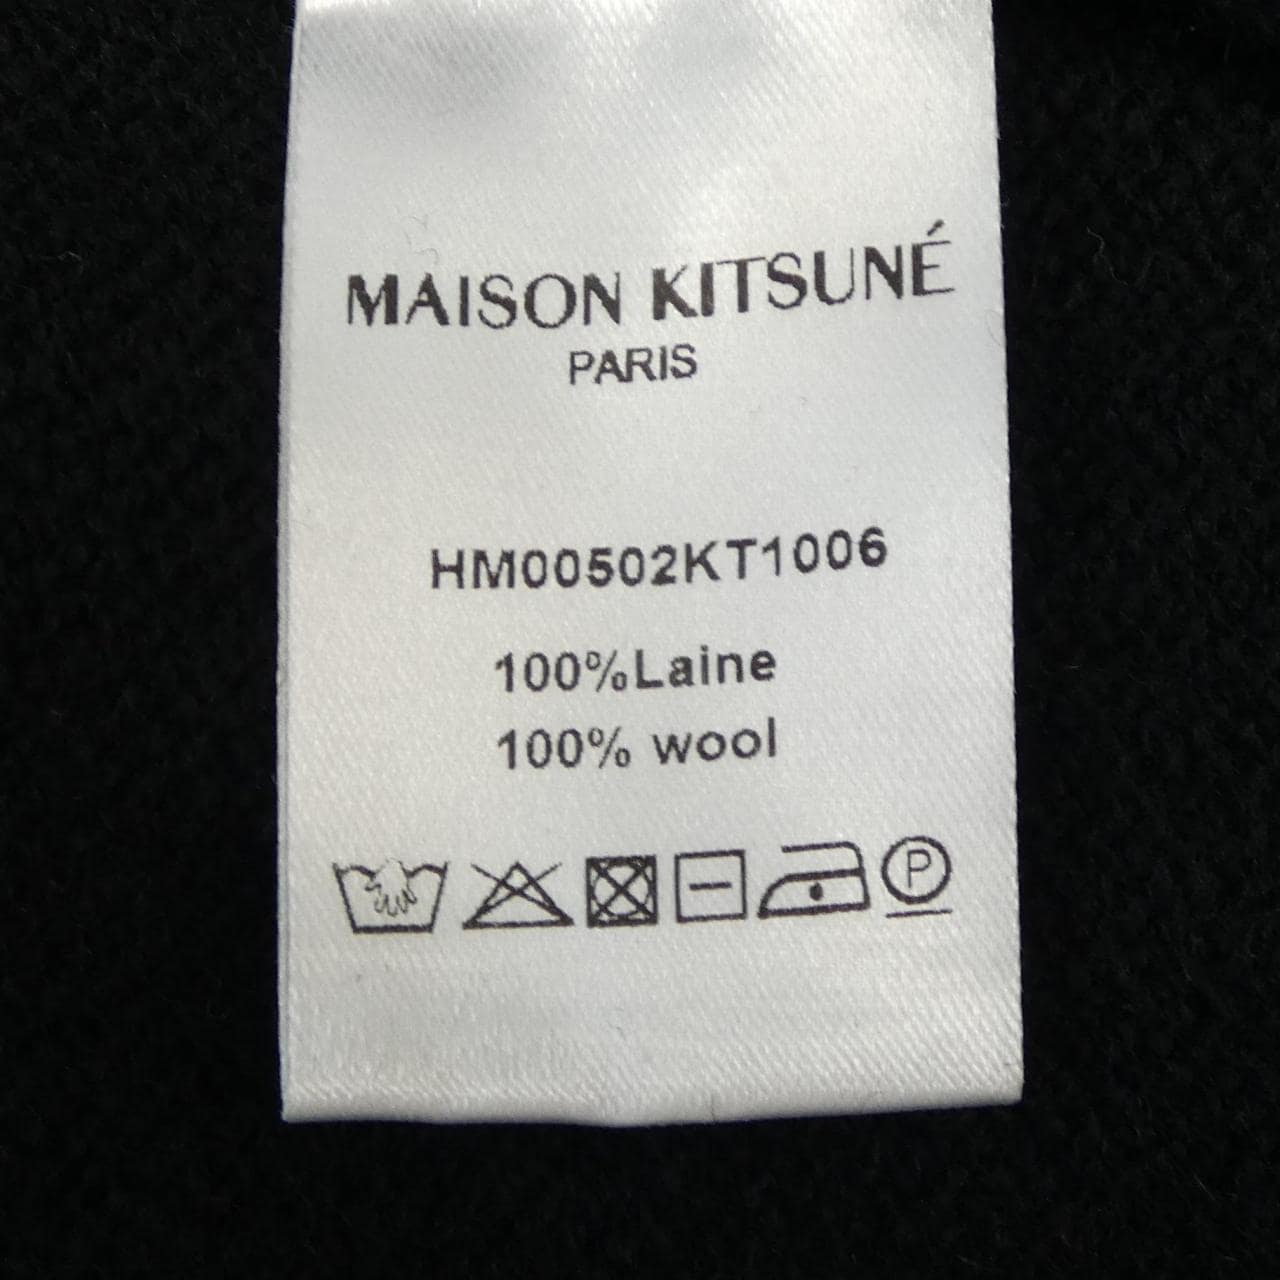 MAISON KITSUNÉ
PARIS
HM00502KT1006
100%Laine
100% wool
P